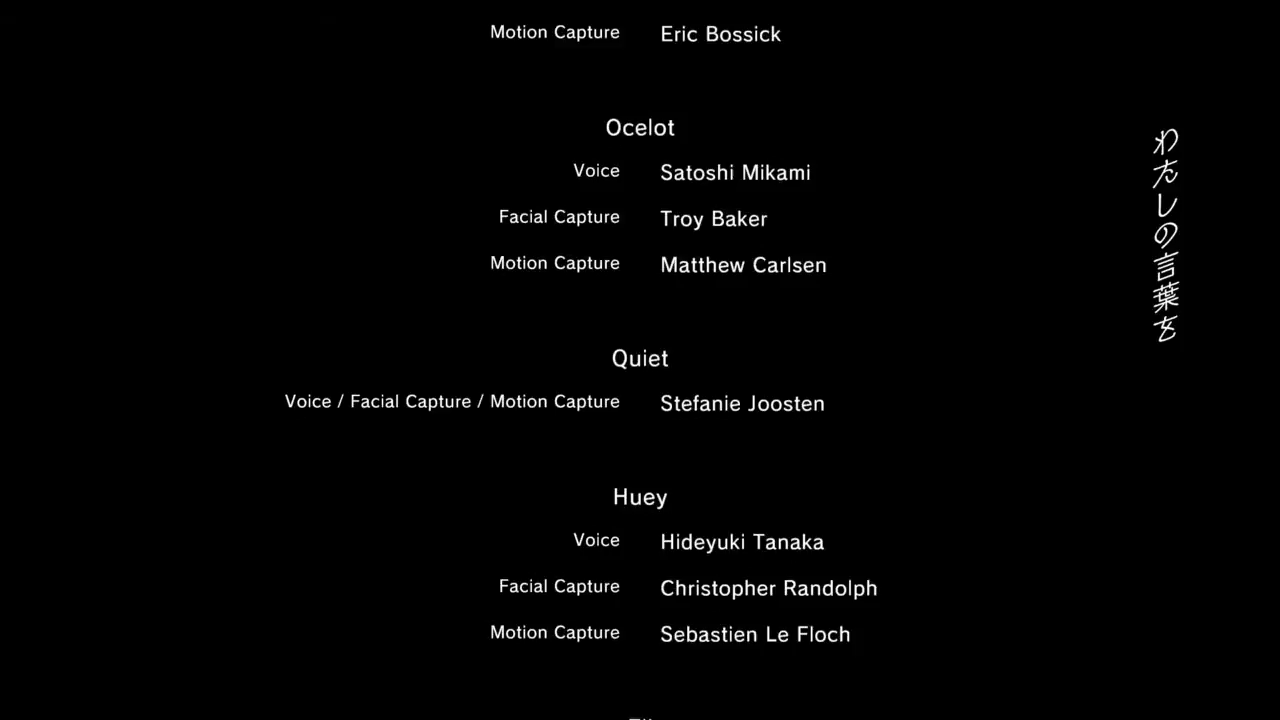 Motion Capture Eric Bossick
Ocelot
Voice Satoshi Mikami
Facial Capture Troy Baker
Motion Capture Matthew Carlsen
Quiet
Voice / Facial Capture / Motion Capture Stefanie Joosten
Huey
Voice Hideyuki Tanaka
Facial Capture Christopher Randolph
Motion Capture Sebastien Le Floch
わたしの言葉を